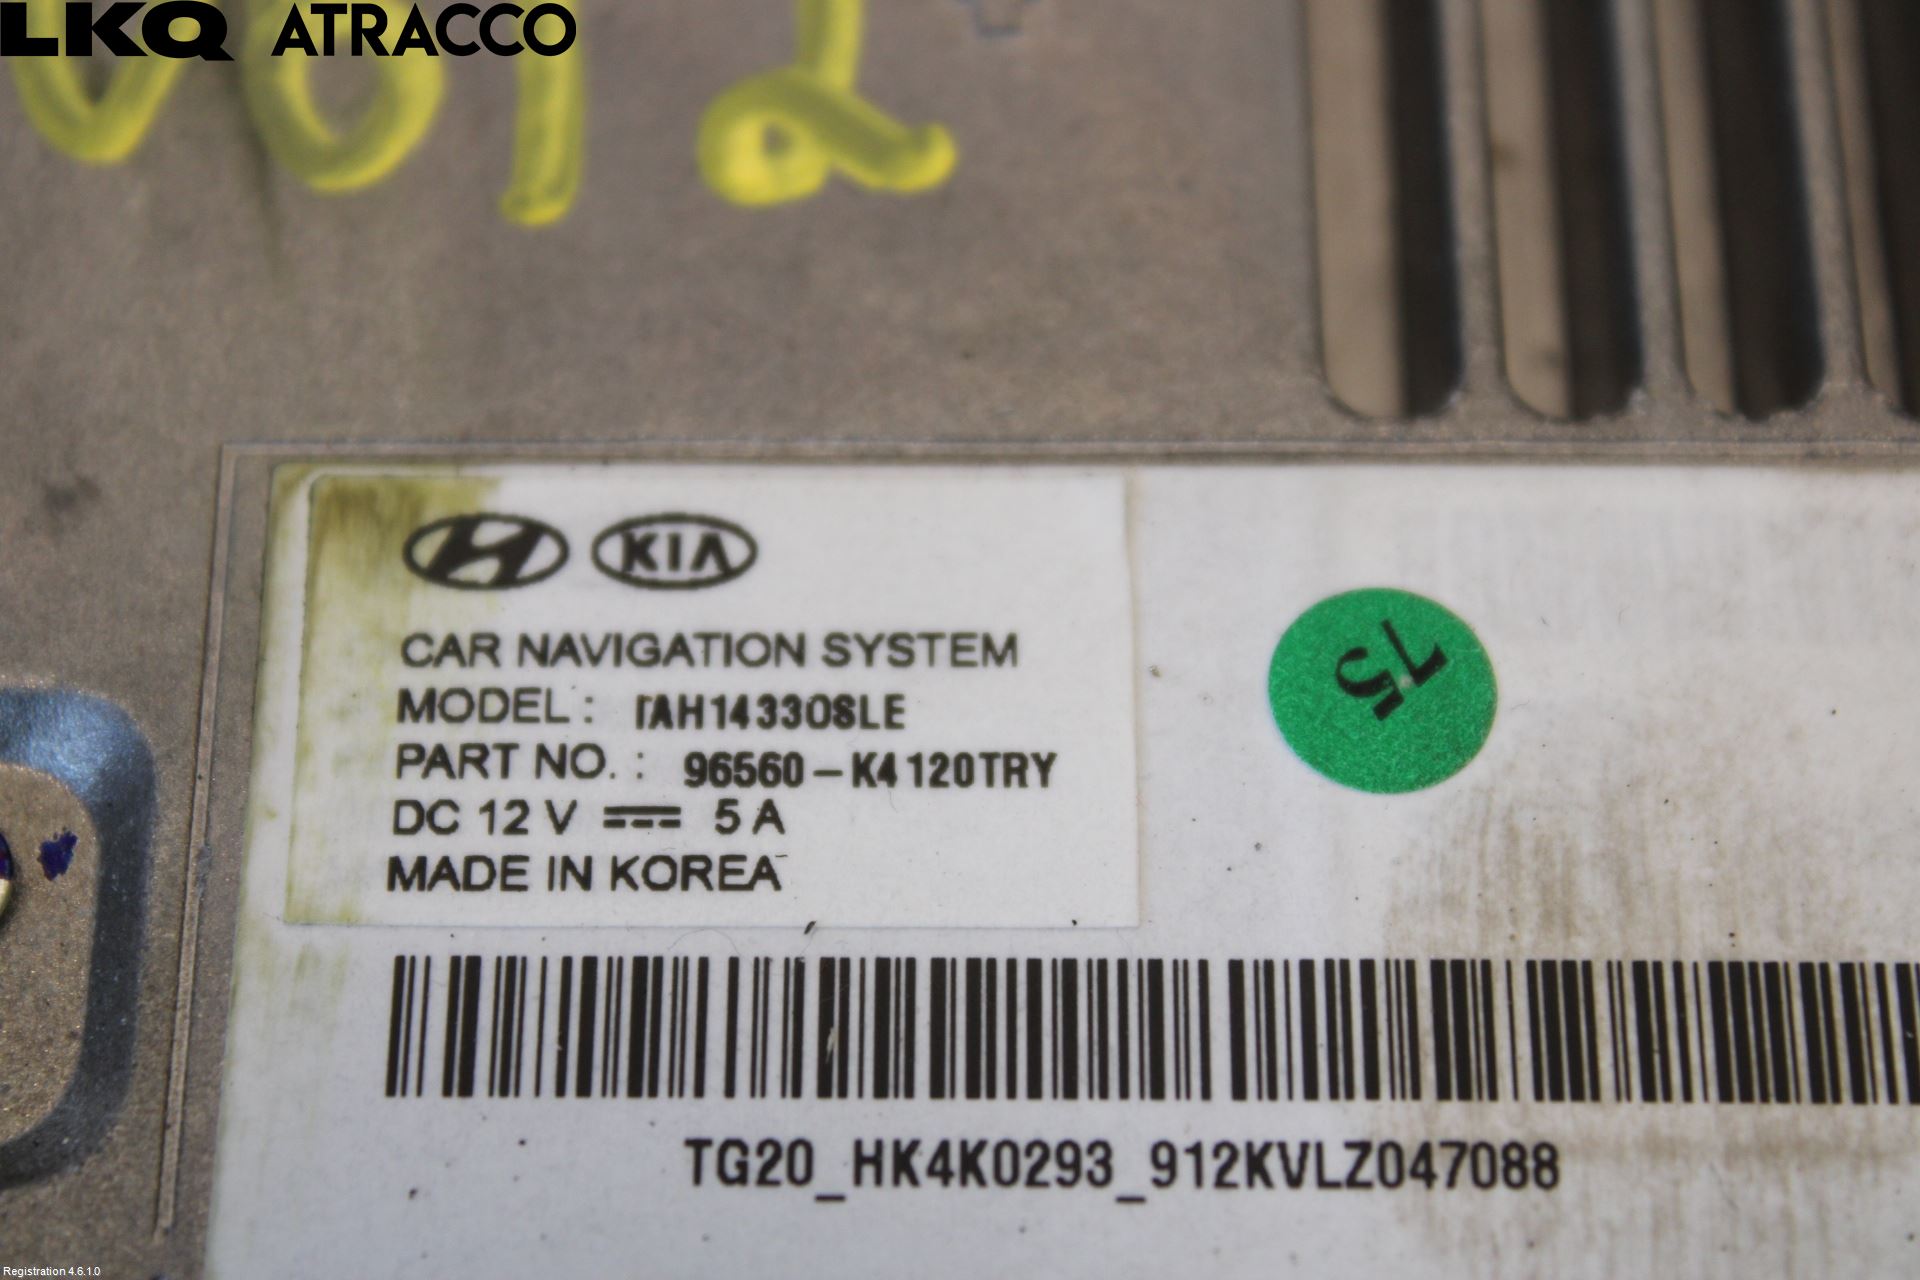 LKQ ATRACCO
KIA
CAR NAVIGATION SYSTEM
MODEL : TAH14330SLE
PART NO. : 96560-K4120TRY
DC 12 V 5 A
MADE IN KOREA
75
TG20_HK4K0293_912KVLZ047088
Registration 4.6.1.0